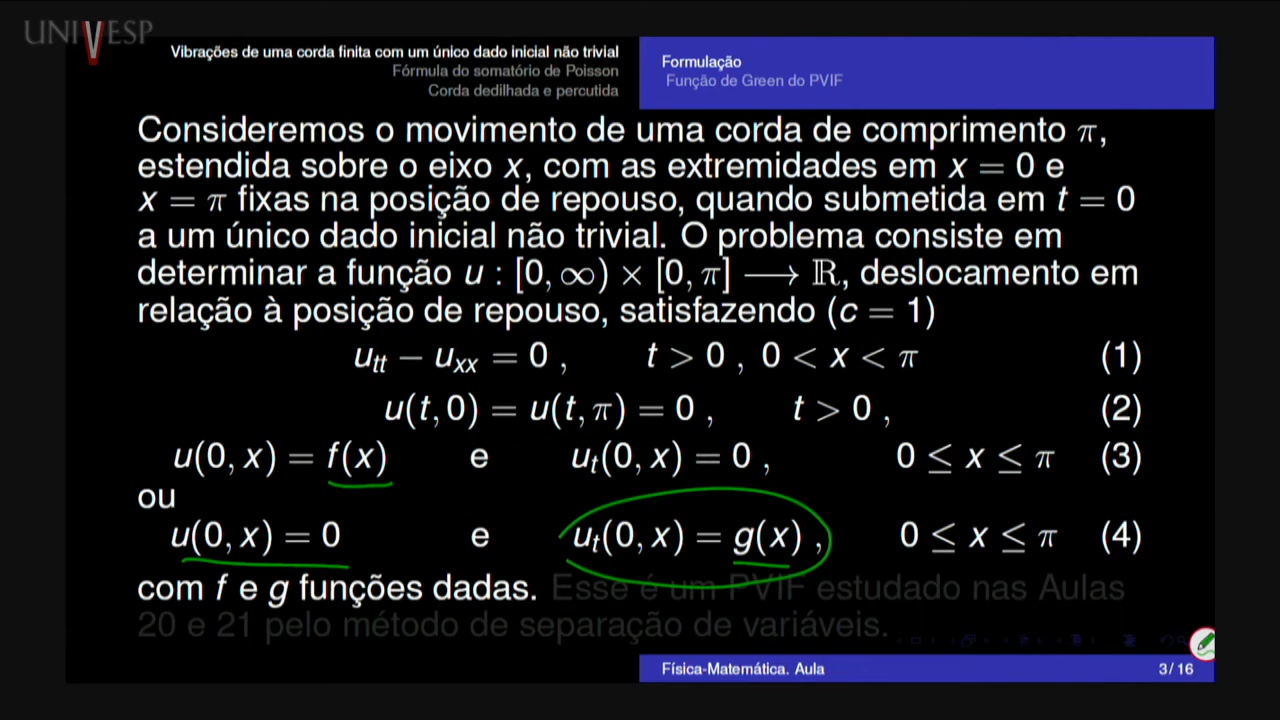 UNIVESP
Vibrações de uma corda finita com um único dado inicial não trivial
Fórmula do somatório de Poisson
Corda dedilhada e percutida
Formulação
Função de Green do PVIF
Consideremos o movimento de uma corda de comprimento π,
estendida sobre o eixo x, com as extremidades em x = 0 e
x = π fixas na posição de repouso, quando submetida em t = 0
a um único dado inicial não trivial. O problema consiste em
determinar a função u : [0, ∞) × [0, π] ⟶ ℝ, deslocamento em
relação à posição de repouso, satisfazendo (c = 1)
uₜₜ − uₓₓ = 0 , t > 0 , 0 < x < π (1)
u(t, 0) = u(t, π) = 0 , t > 0 , (2)
u(0, x) = f(x) e uₜ(0, x) = 0 , 0 ≤ x ≤ π (3)
ou
u(0, x) = 0 e uₜ(0, x) = g(x) , 0 ≤ x ≤ π (4)
com f e g funções dadas. Esse é um PVIF estudado nas Aulas
20 e 21 pelo método de separação de variáveis.
Física-Matemática. Aula 3/16